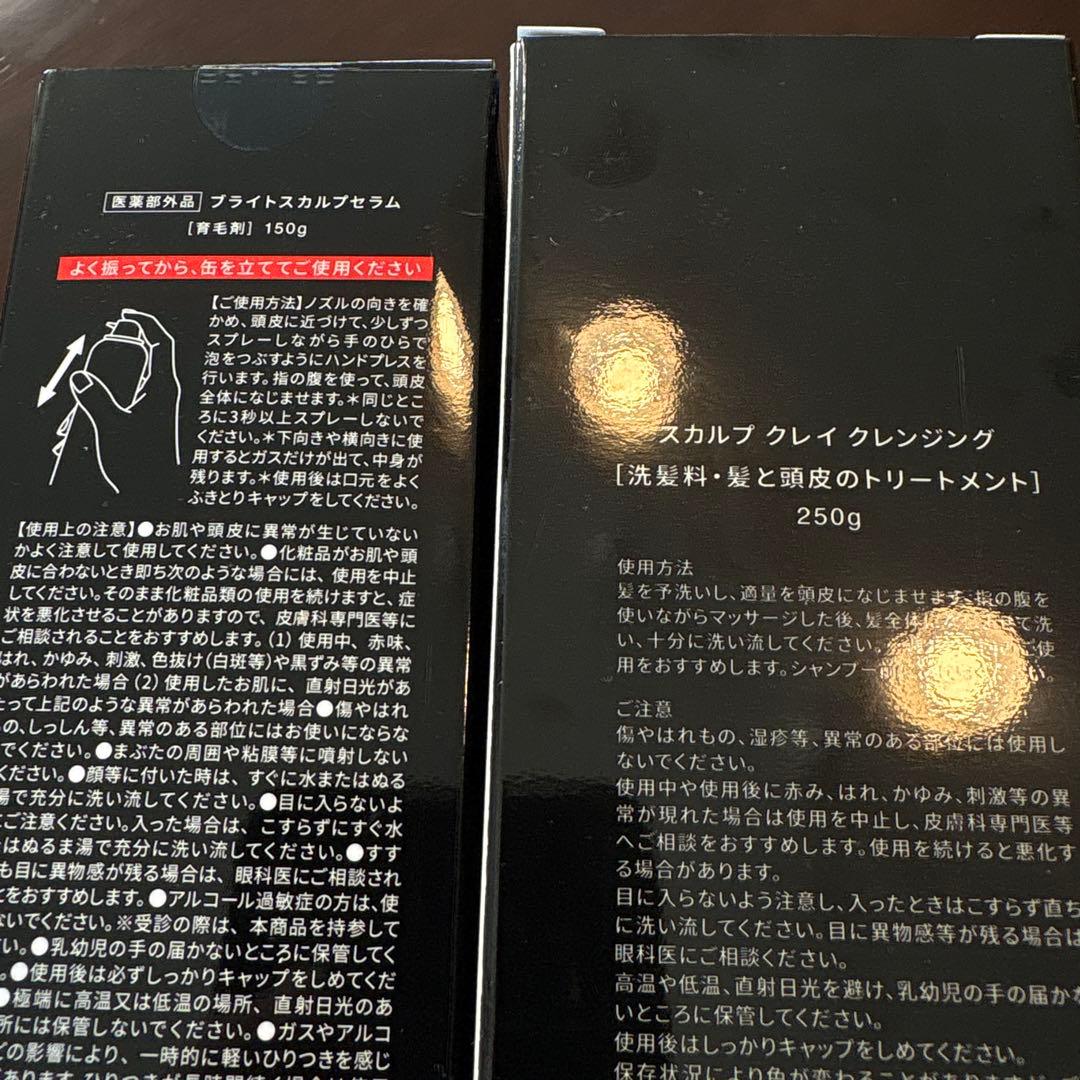 医薬部外品 ブライトスカルプセラム
[育毛剤] 150g
よく振ってから、缶を立ててご使用ください
【ご使用方法】ノズルの向きを確
かめ、頭皮に近づけて、少しずつ
スプレーしながら手のひらで
泡をつぶすようにハンドプレスを
行います。指の腹を使って、頭皮
全体になじませます。＊同じとこ
ろに3秒以上スプレーしないで
ください。＊下向きや横向きに使
用するとガスだけが出て、中身が
残ります。＊使用後は口元をよく
ふきとりキャップをしてください。
【使用上の注意】●お肌や頭皮に異常が生じていない
かよく注意して使用してください。●化粧品がお肌や頭
皮に合わないとき即ち次のような場合には、使用を中止
してください。そのまま化粧品類の使用を続けますと、症
状を悪化させることがありますので、皮膚科専門医等に
ご相談されることをおすすめします。(1) 使用中、赤味、
はれ、かゆみ、刺激、色抜け(白斑等)や黒ずみ等の異常
があらわれた場合 (2) 使用したお肌に、直射日光があ
たって上記のような異常があらわれた場合●傷やはれ
もの、しっしん等、異常のある部位にはお使いにならな
でください。●まぶたの周囲や粘膜等に噴射しない
ください。●顔等に付いた時は、すぐに水またはぬる
湯で充分に洗い流してください。●目に入らないよ
ご注意ください。入った場合は、こすらずにすぐ水
はぬるま湯で充分に洗い流してください。●すす
も目に異物感が残る場合は、眼科医にご相談され
をおすすめします。●アルコール過敏症の方は、使
ないでください。※受診の際は、本商品を持参して
い。●乳幼児の手の届かないところに保管してく
。●使用後は必ずしっかりキャップをしめてくだ
●極端に高温又は低温の場所、直射日光のあ
所には保管しないでください。●ガスやアルコ
の影響により、一時的に軽いひりつきを感じ
あります。ひりつきが長時間続く場合は使用
スカルプ クレイ クレンジング
[洗髪料・髪と頭皮のトリートメント]
250g
使用方法
髪を予洗いし、適量を頭皮になじませます。指の腹を
使いながらマッサージした後、髪全体になじませて洗
い、十分に洗い流してください。
用をおすすめします。シャンプー
ご注意
傷やはれもの、湿疹等、異常のある部位には使用し
ないでください。
使用中や使用後に赤み、はれ、かゆみ、刺激等の異
常が現れた場合は使用を中止し、皮膚科専門医等
へご相談をおすすめします。使用を続けると悪化す
る場合があります。
目に入らないよう注意し、入ったときはこすらず直ち
に洗い流してください。目に異物感等が残る場合は
眼科医にご相談ください。
高温や低温、直射日光を避け、乳幼児の手の届かな
いところに保管してください。
使用後はしっかりキャップをしめてください。
保存状況により色が変わることがありますが